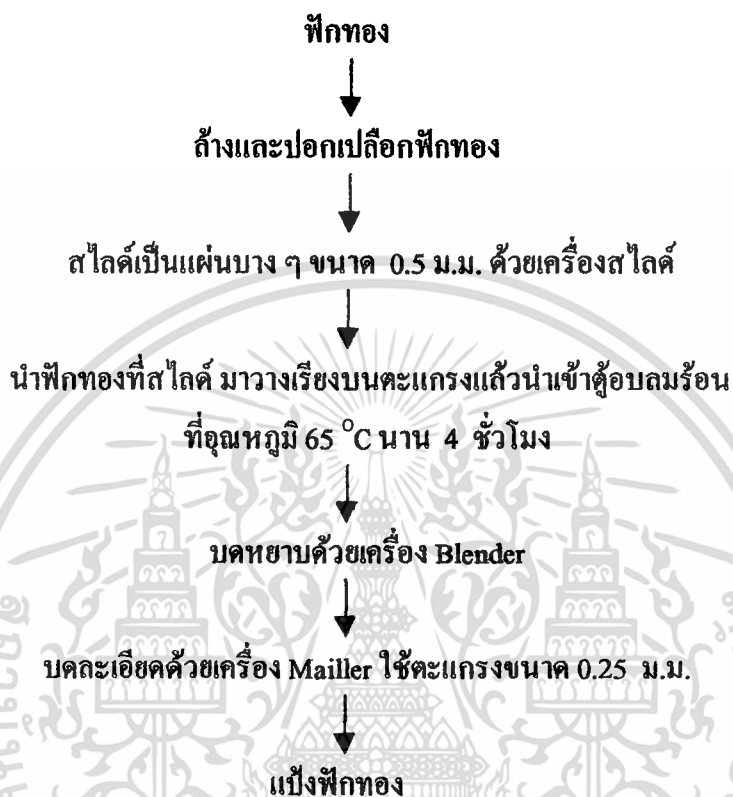 ฟักทอง
ล้างและปอกเปลือกฟักทอง
สไลด์เป็นแผ่นบาง ๆ ขนาด 0.5 ม.ม. ด้วยเครื่องสไลด์
นำฟักทองที่สไลด์ มาวางเรียงบนตะแกรงแล้วนำเข้าตู้อบลมร้อน
ที่อุณหภูมิ 65 °C นาน 4 ชั่วโมง
บดหยาบด้วยเครื่อง Blender
บดละเอียดด้วยเครื่อง Mailler ใช้ตะแกรงขนาด 0.25 ม.ม.
แป้งฟักทอง